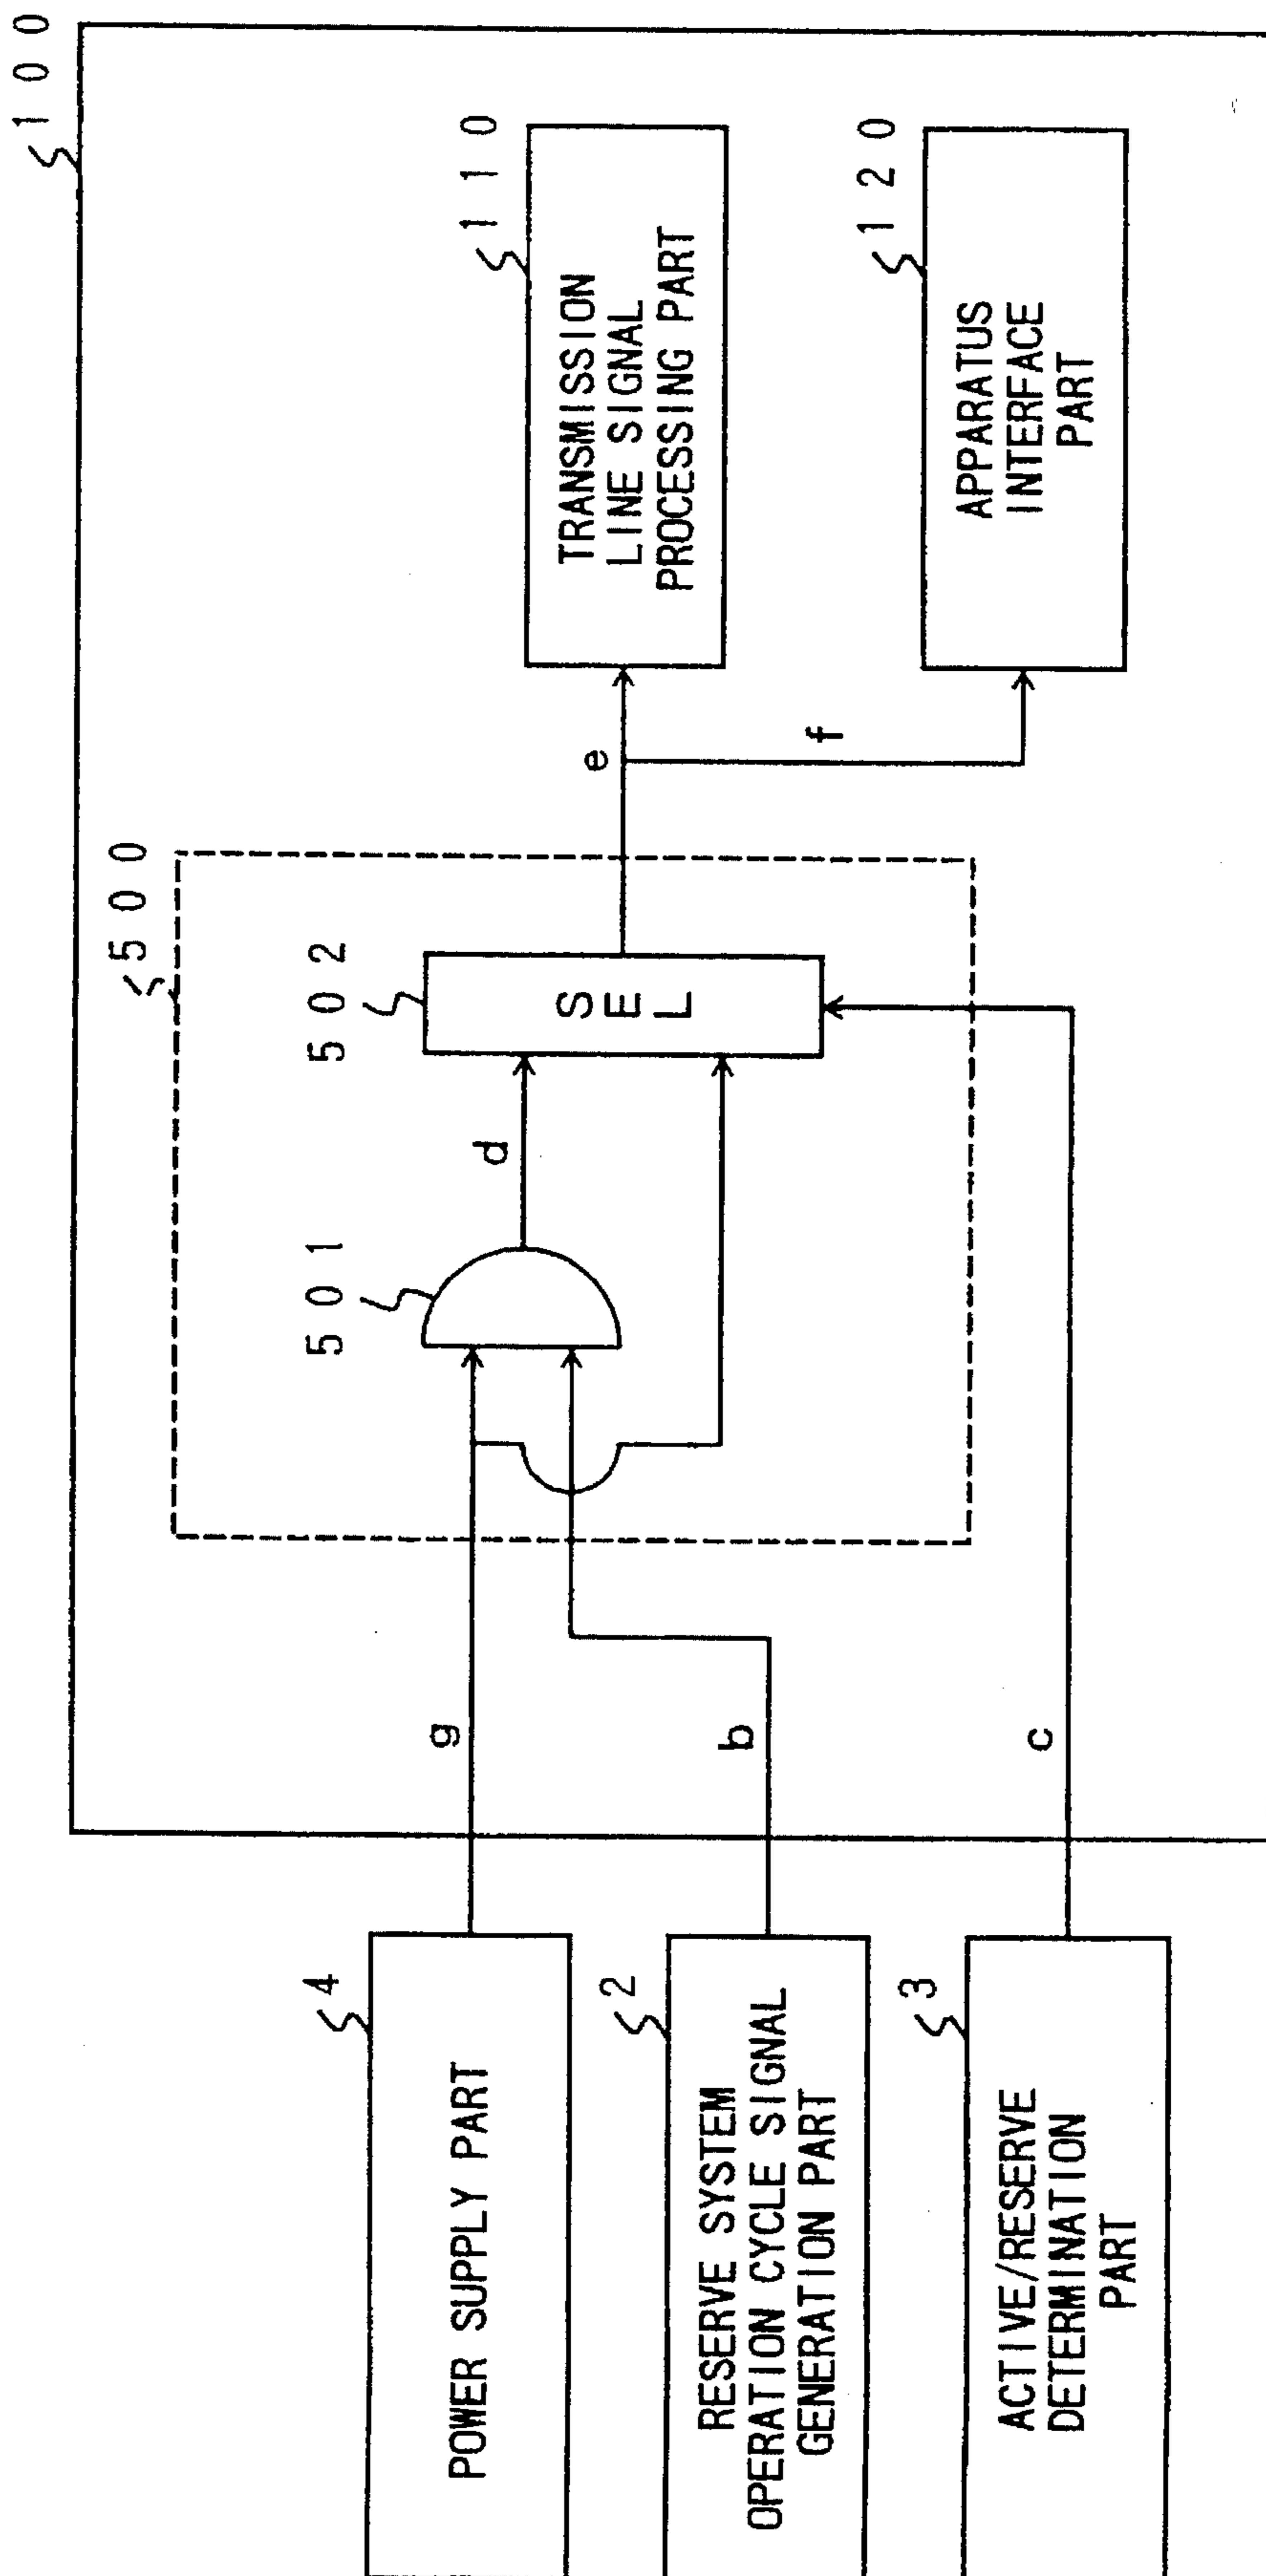 100
500
501
502
SEL
110
TRANSMISSION
LINE SIGNAL
PROCESSING PART
120
APPARATUS
INTERFACE
PART
4
POWER SUPPLY PART
2
RESERVE SYSTEM
OPERATION CYCLE SIGNAL
GENERATION PART
3
ACTIVE/RESERVE
DETERMINATION
PART
g
b
c
d
e
f